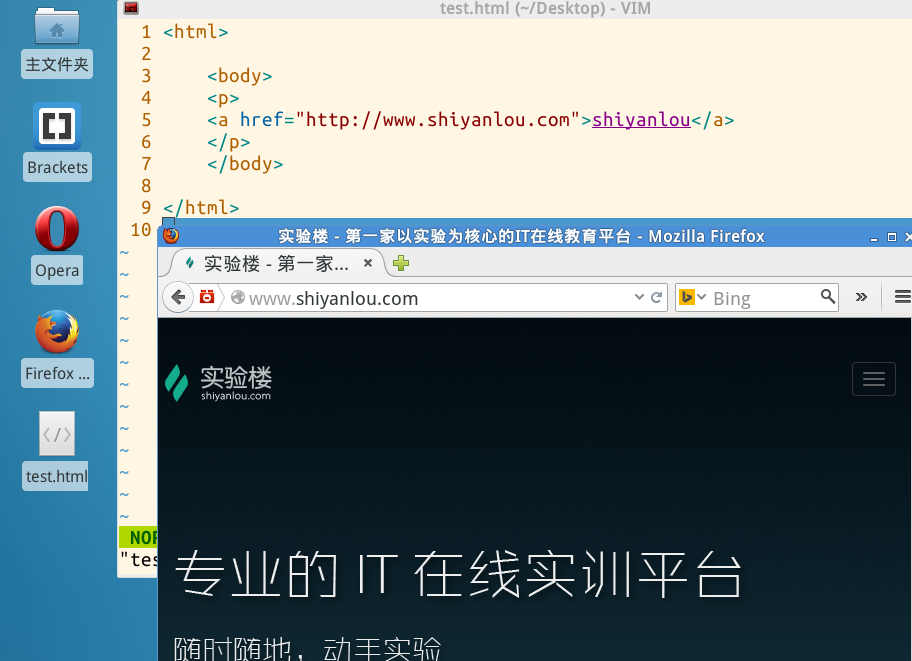 主文件夹
Brackets
Opera
Firefox ...
test.html
test.html (~/Desktop) - VIM
1 <html>
2
3 <body>
4 <p>
5 <a href="http://www.shiyanlou.com">shiyanlou</a>
6 </p>
7 </body>
8
9 </html>
10
~
~
~
~
~
~
~
~
~
~
~
~
~
NOR
"tes
实验楼 - 第一家以实验为核心的IT在线教育平台 - Mozilla Firefox
实验楼 - 第一家...
www.shiyanlou.com
Bing
实验楼
shiyanlou.com
专业的 IT 在线实训平台
随时随地，动手实验